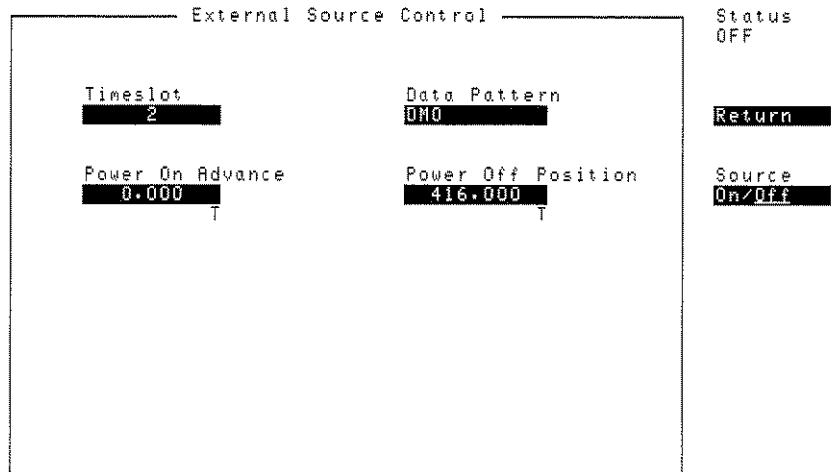 External Source Control
Status
OFF
Timeslot
2
Data Pattern
DM0
Return
Power On Advance
0.000
T
Power Off Position
416.000
T
Source
On/Off